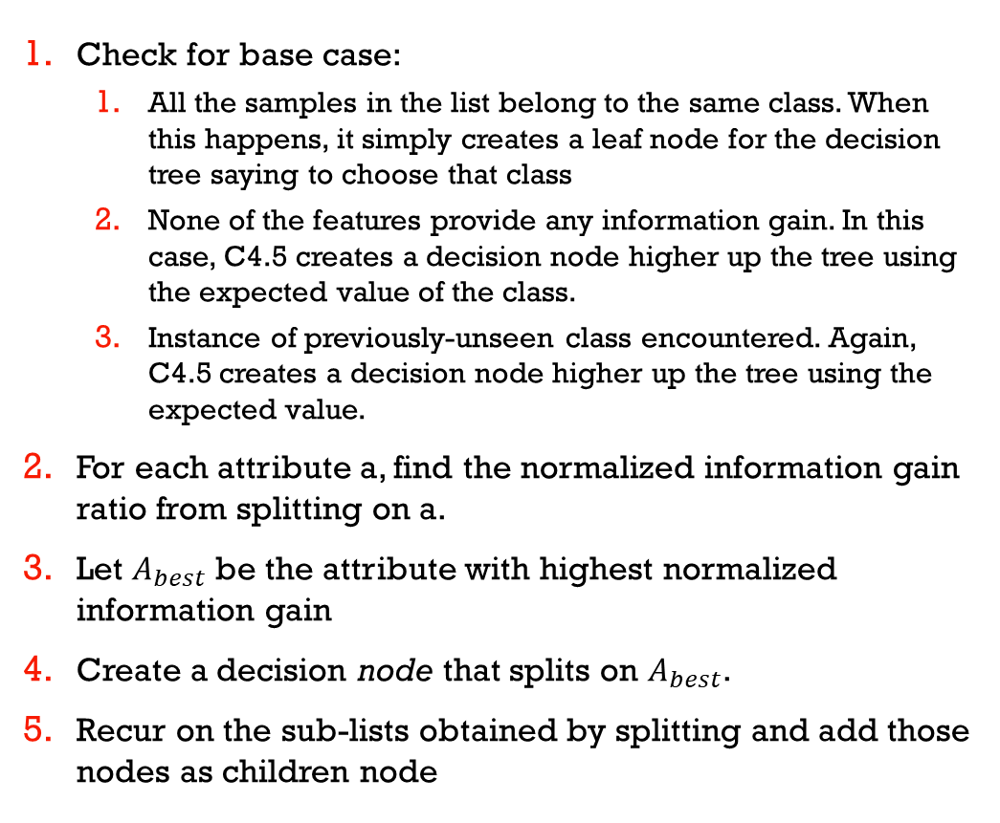 1. Check for base case:
1. All the samples in the list belong to the same class. When
this happens, it simply creates a leaf node for the decision
tree saying to choose that class
2. None of the features provide any information gain. In this
case, C4.5 creates a decision node higher up the tree using
the expected value of the class.
3. Instance of previously-unseen class encountered. Again,
C4.5 creates a decision node higher up the tree using the
expected value.
2. For each attribute a, find the normalized information gain
ratio from splitting on a.
3. Let A_best be the attribute with highest normalized
information gain
4. Create a decision node that splits on A_best.
5. Recur on the sub-lists obtained by splitting and add those
nodes as children node